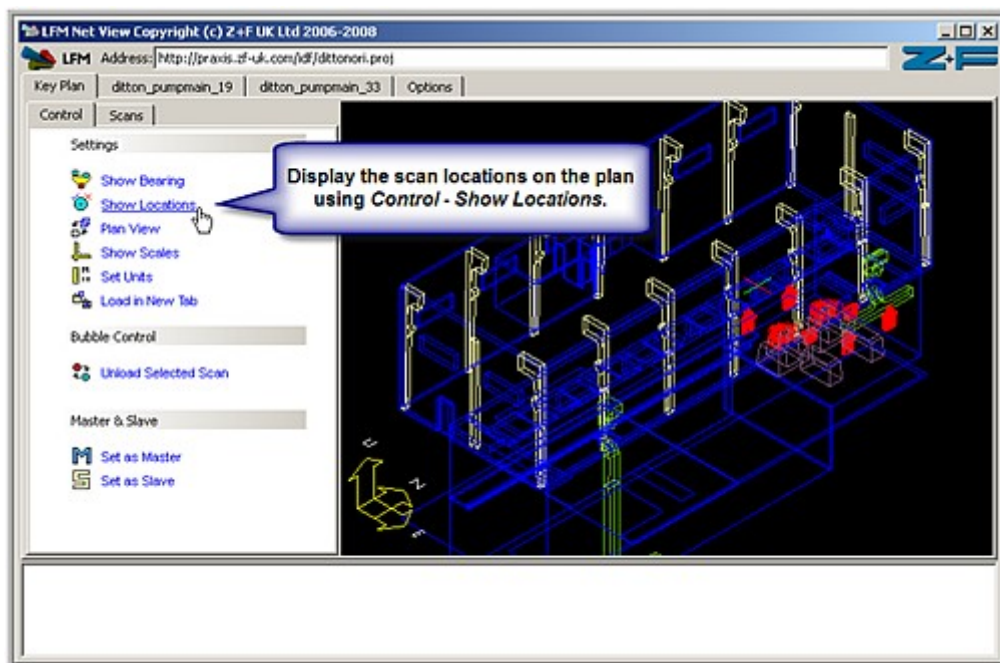 LFM Net View Copyright (c) Z+F UK Ltd 2006-2008
LFM Address: http://praxis.zf-uk.com/ldf/dittonori.proj
Z+F
Key Plan ditton_pumpmain_19 ditton_pumpmain_33 Options
Control Scans
Settings
Show Bearing
Show Locations
Plan View
Show Scales
Set Units
Load in New Tab
Bubble Control
Unload Selected Scan
Master & Slave
Set as Master
Set as Slave
Display the scan locations on the plan
using Control - Show Locations.
U
N
E